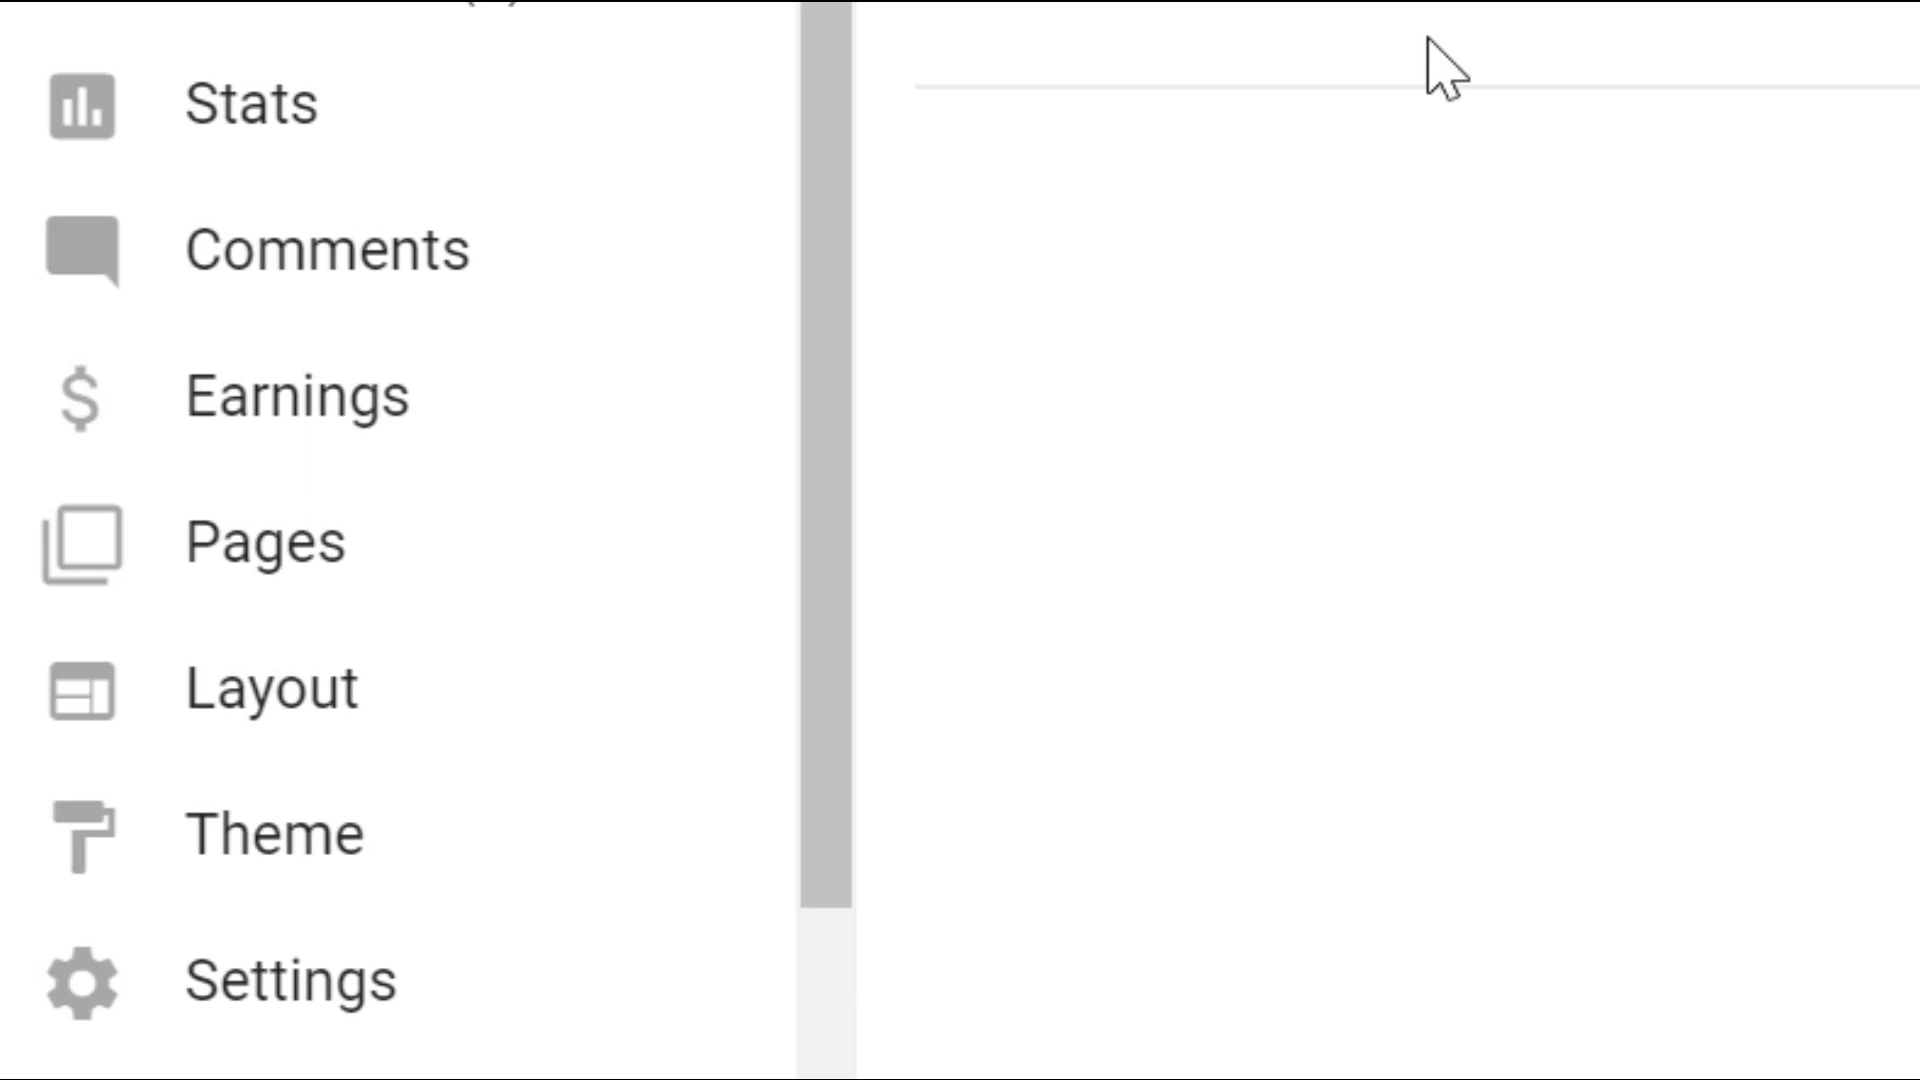 Stats
Comments
Earnings
Pages
Layout
Theme
Settings